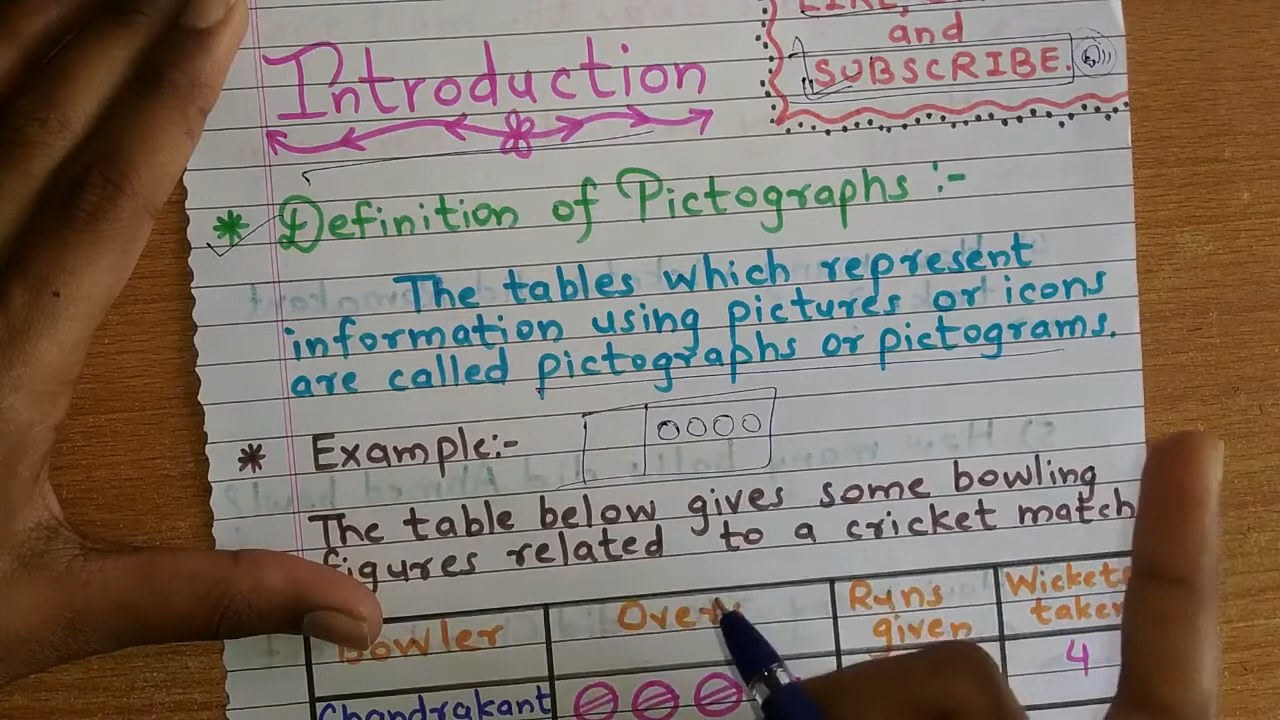 and
SUBSCRIBE.
Introduction
* Definition of Pictographs :-
The tables which represent
information using pictures or icons
are called pictographs or pictograms.
* Example:-
The table below gives some bowling
figures related to a cricket match
Bowler Runs given Wickets
4
Chandrakant